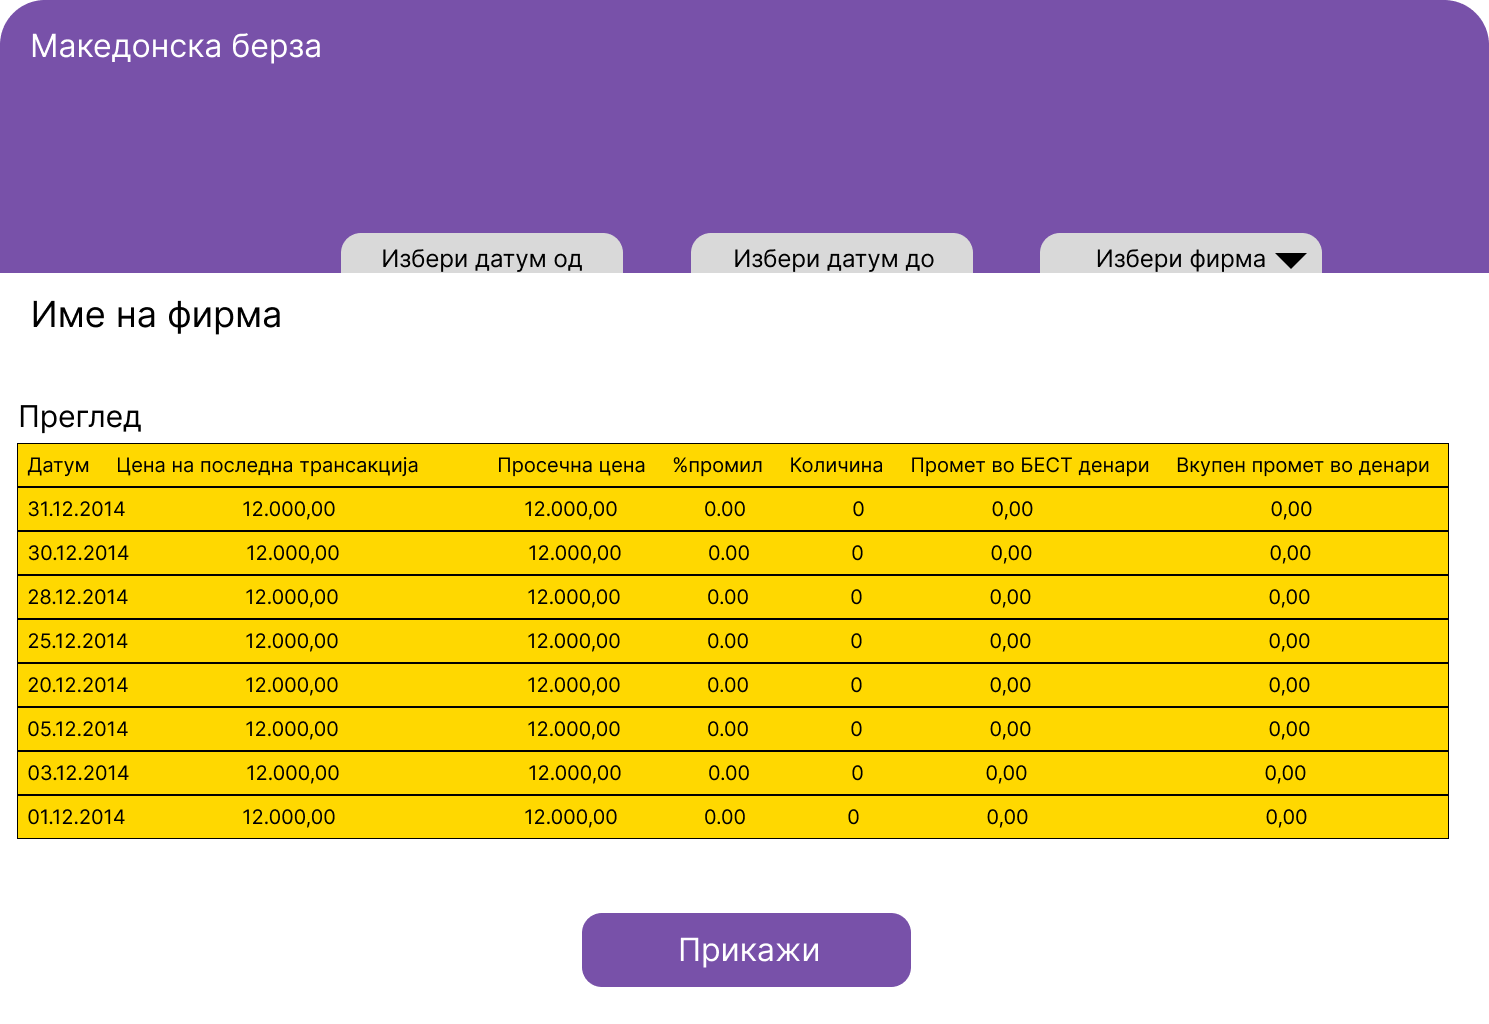 Македонска берза
Избери датум од Избери датум до Избери фирма
Име на фирма
Преглед
Датум Цена на последна трансакција Просечна цена %промил Количина Промет во БЕСТ денари Вкупен промет во денари
31.12.2014 12.000,00 12.000,00 0.00 0 0,00 0,00
30.12.2014 12.000,00 12.000,00 0.00 0 0,00 0,00
28.12.2014 12.000,00 12.000,00 0.00 0 0,00 0,00
25.12.2014 12.000,00 12.000,00 0.00 0 0,00 0,00
20.12.2014 12.000,00 12.000,00 0.00 0 0,00 0,00
05.12.2014 12.000,00 12.000,00 0.00 0 0,00 0,00
03.12.2014 12.000,00 12.000,00 0.00 0 0,00 0,00
01.12.2014 12.000,00 12.000,00 0.00 0 0,00 0,00
Прикажи